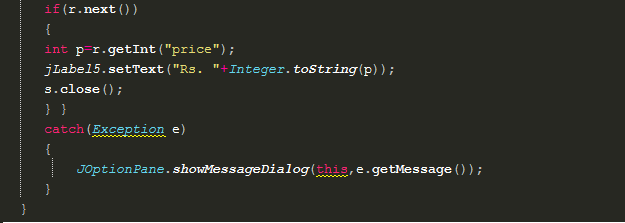 if(r.next())
{
int p=r.getInt("price");
jLabel5.setText("Rs. "+Integer.toString(p));
s.close();
} }
catch(Exception e)
{
JOptionPane.showMessageDialog(this,e.getMessage());
}
}